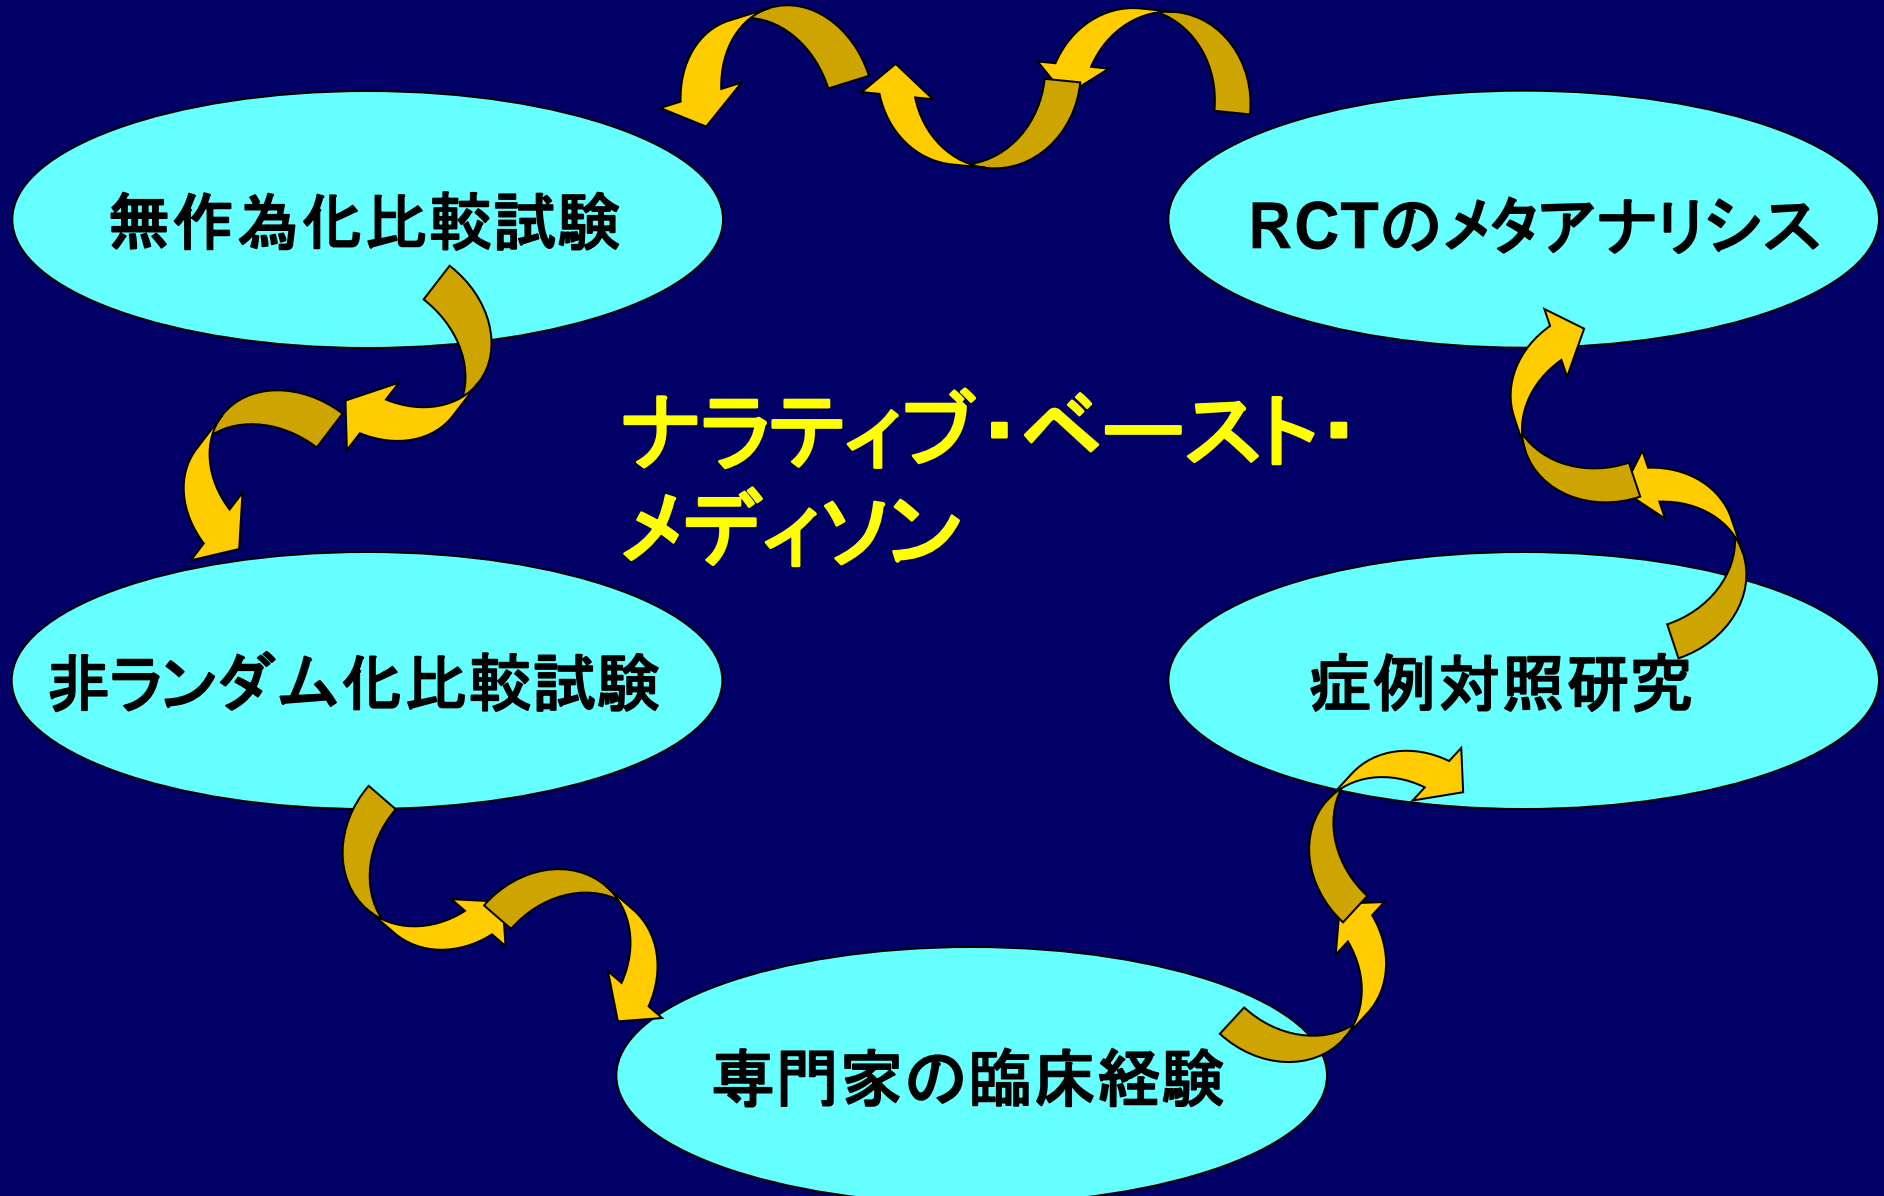 無作為化比較試験
RCTのメタアナリシス
ナラティブ・ベースト・
メディソン
非ランダム化比較試験
症例対照研究
専門家の臨床経験